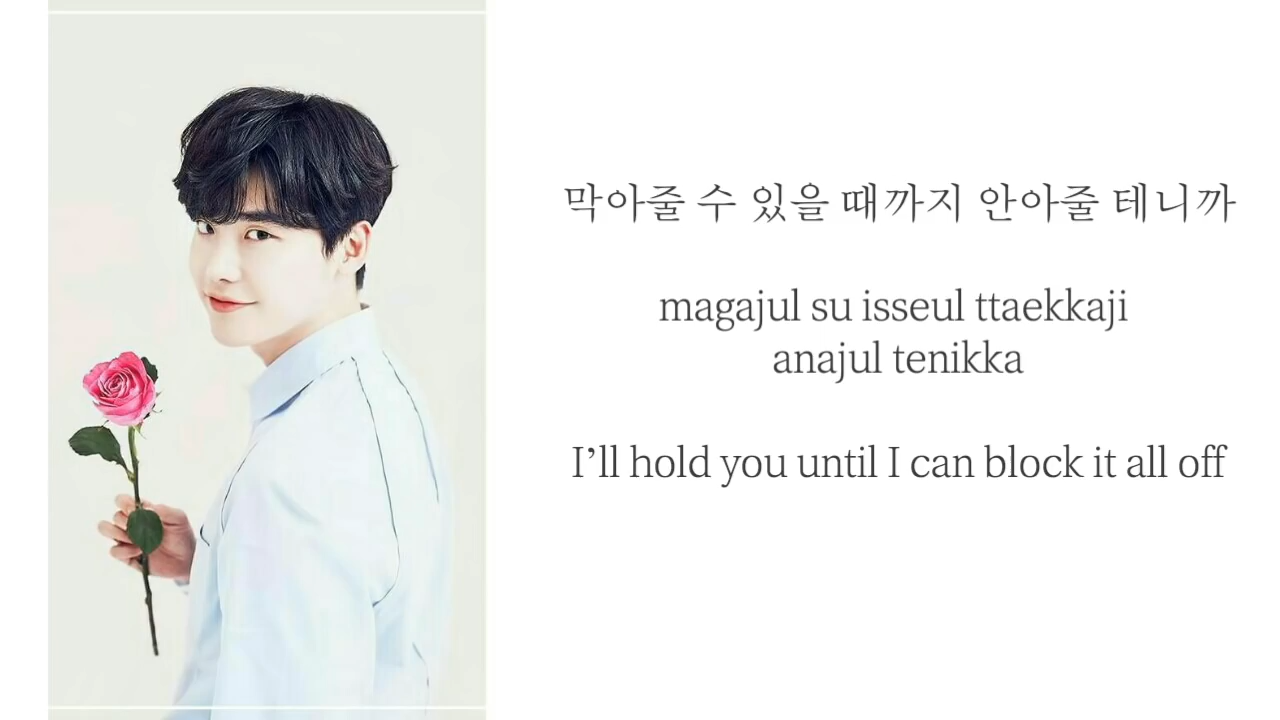 막아줄 수 있을 때까지 안아줄 테니까
magajul su isseul ttaekkaji
anajul tenikka
I’ll hold you until I can block it all off